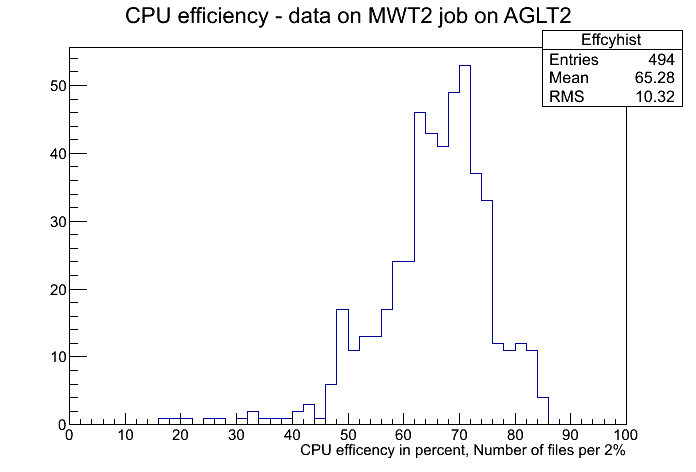 CPU efficiency - data on MWT2 job on AGLT2
Effcyhist
Entries 494
Mean 65.28
RMS 10.32
50
40
30
20
10
0
0 10 20 30 40 50 60 70 80 90 100
CPU efficency in percent, Number of files per 2%